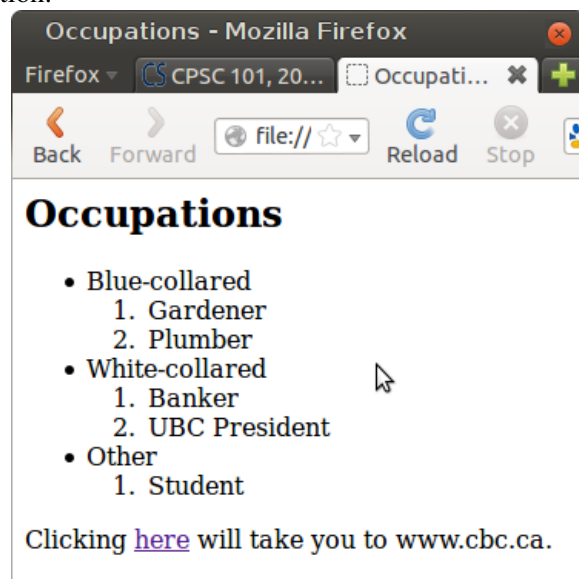 tion.
Occupations - Mozilla Firefox
Firefox CS CPSC 101, 20... Occupati...
file://
Back Forward Reload Stop
Occupations
• Blue-collared
1. Gardener
2. Plumber
• White-collared
1. Banker
2. UBC President
• Other
1. Student
Clicking here will take you to www.cbc.ca.